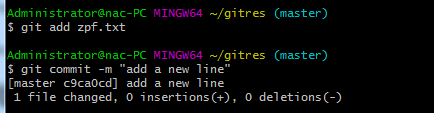 Administrator@nac-PC MINGW64 ~/gitres (master)
$ git add zpf.txt
Administrator@nac-PC MINGW64 ~/gitres (master)
$ git commit -m "add a new line"
[master c9ca0cd] add a new line
 1 file changed, 0 insertions(+), 0 deletions(-)